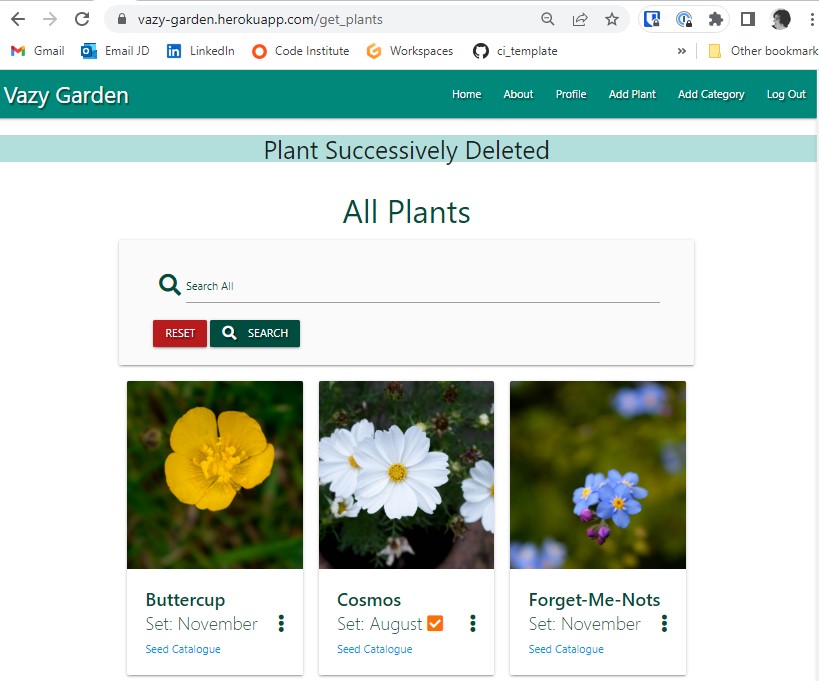 vazy-garden.herokuapp.com/get_plants
Gmail Email JD LinkedIn Code Institute Workspaces ci_template » Other bookmark
Vazy Garden Home About Profile Add Plant Add Category Log Out
Plant Successively Deleted
All Plants
Search All
RESET SEARCH
Buttercup Cosmos Forget-Me-Nots
Set: November Set: August Set: November
Seed Catalogue Seed Catalogue Seed Catalogue